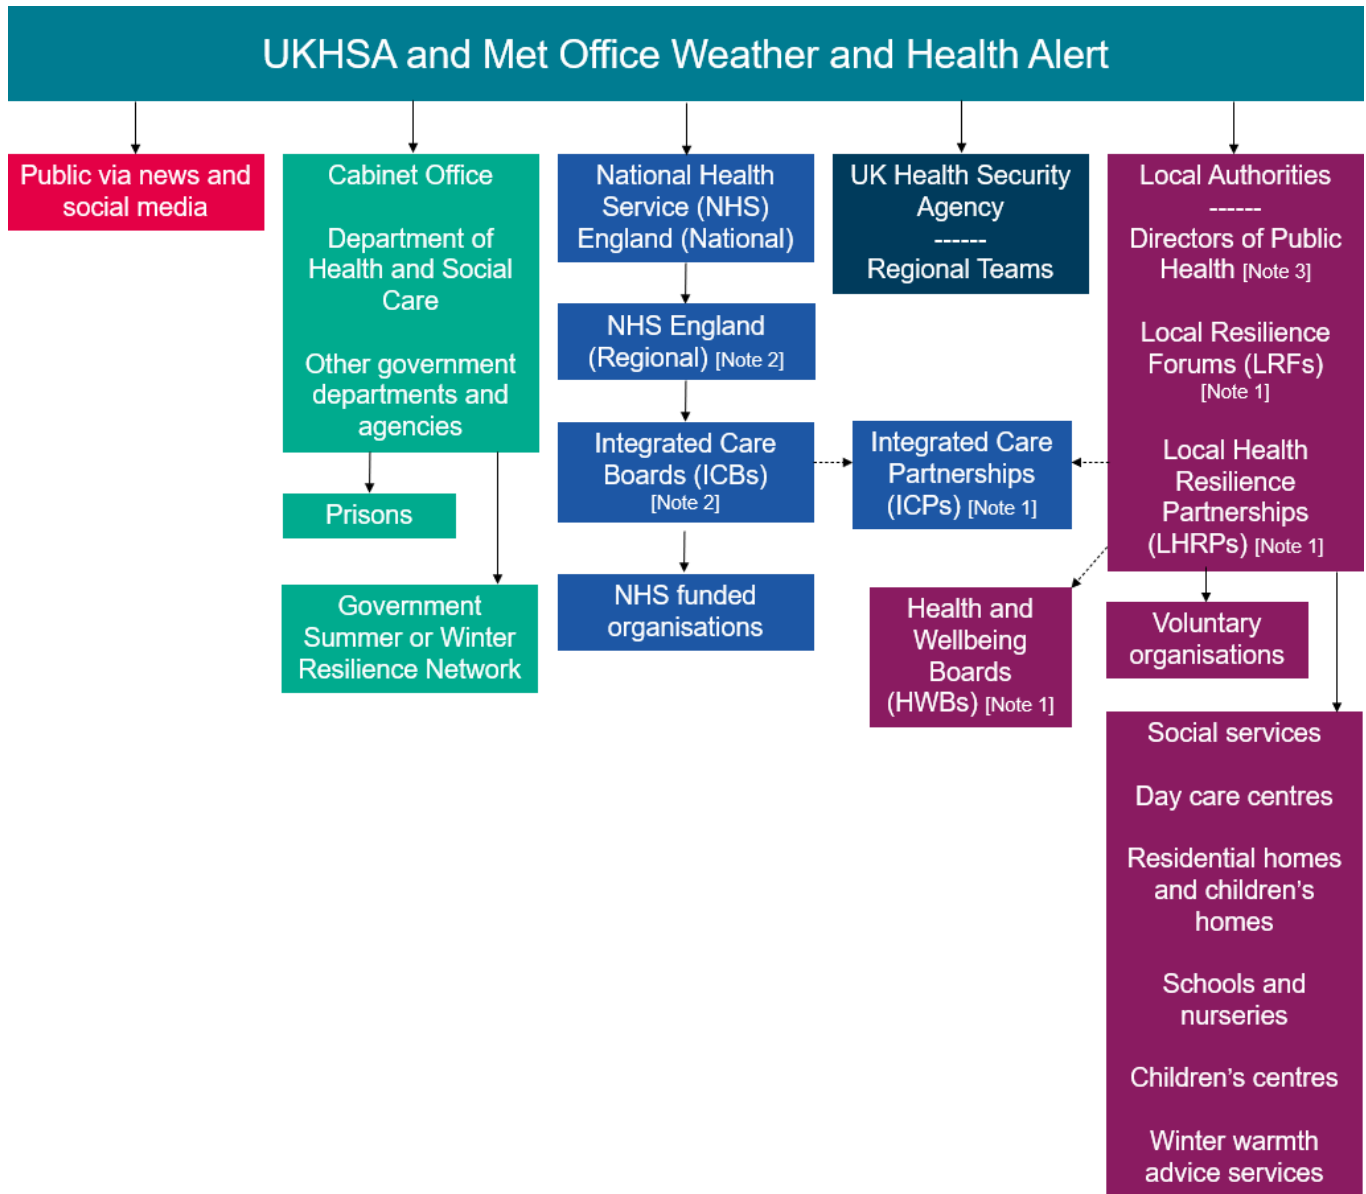 UKHSA and Met Office Weather and Health Alert
Public via news and
social media
Cabinet Office
Department of
Health and Social
Care
Other government
departments and
agencies
Prisons
Government
Summer or Winter
Resilience Network
National Health
Service (NHS)
England (National)
NHS England
(Regional) [Note 2]
Integrated Care
Boards (ICBs)
[Note 2]
NHS funded
organisations
UK Health Security
Agency
------
Regional Teams
Integrated Care
Partnerships
(ICPs) [Note 1]
Health and
Wellbeing
Boards
(HWBs) [Note 1]
Local Authorities
------
Directors of Public
Health [Note 3]
Local Resilience
Forums (LRFs)
[Note 1]
Local Health
Resilience
Partnerships
(LHRPs) [Note 1]
Voluntary
organisations
Social services
Day care centres
Residential homes
and children’s
homes
Schools and
nurseries
Children’s centres
Winter warmth
advice services